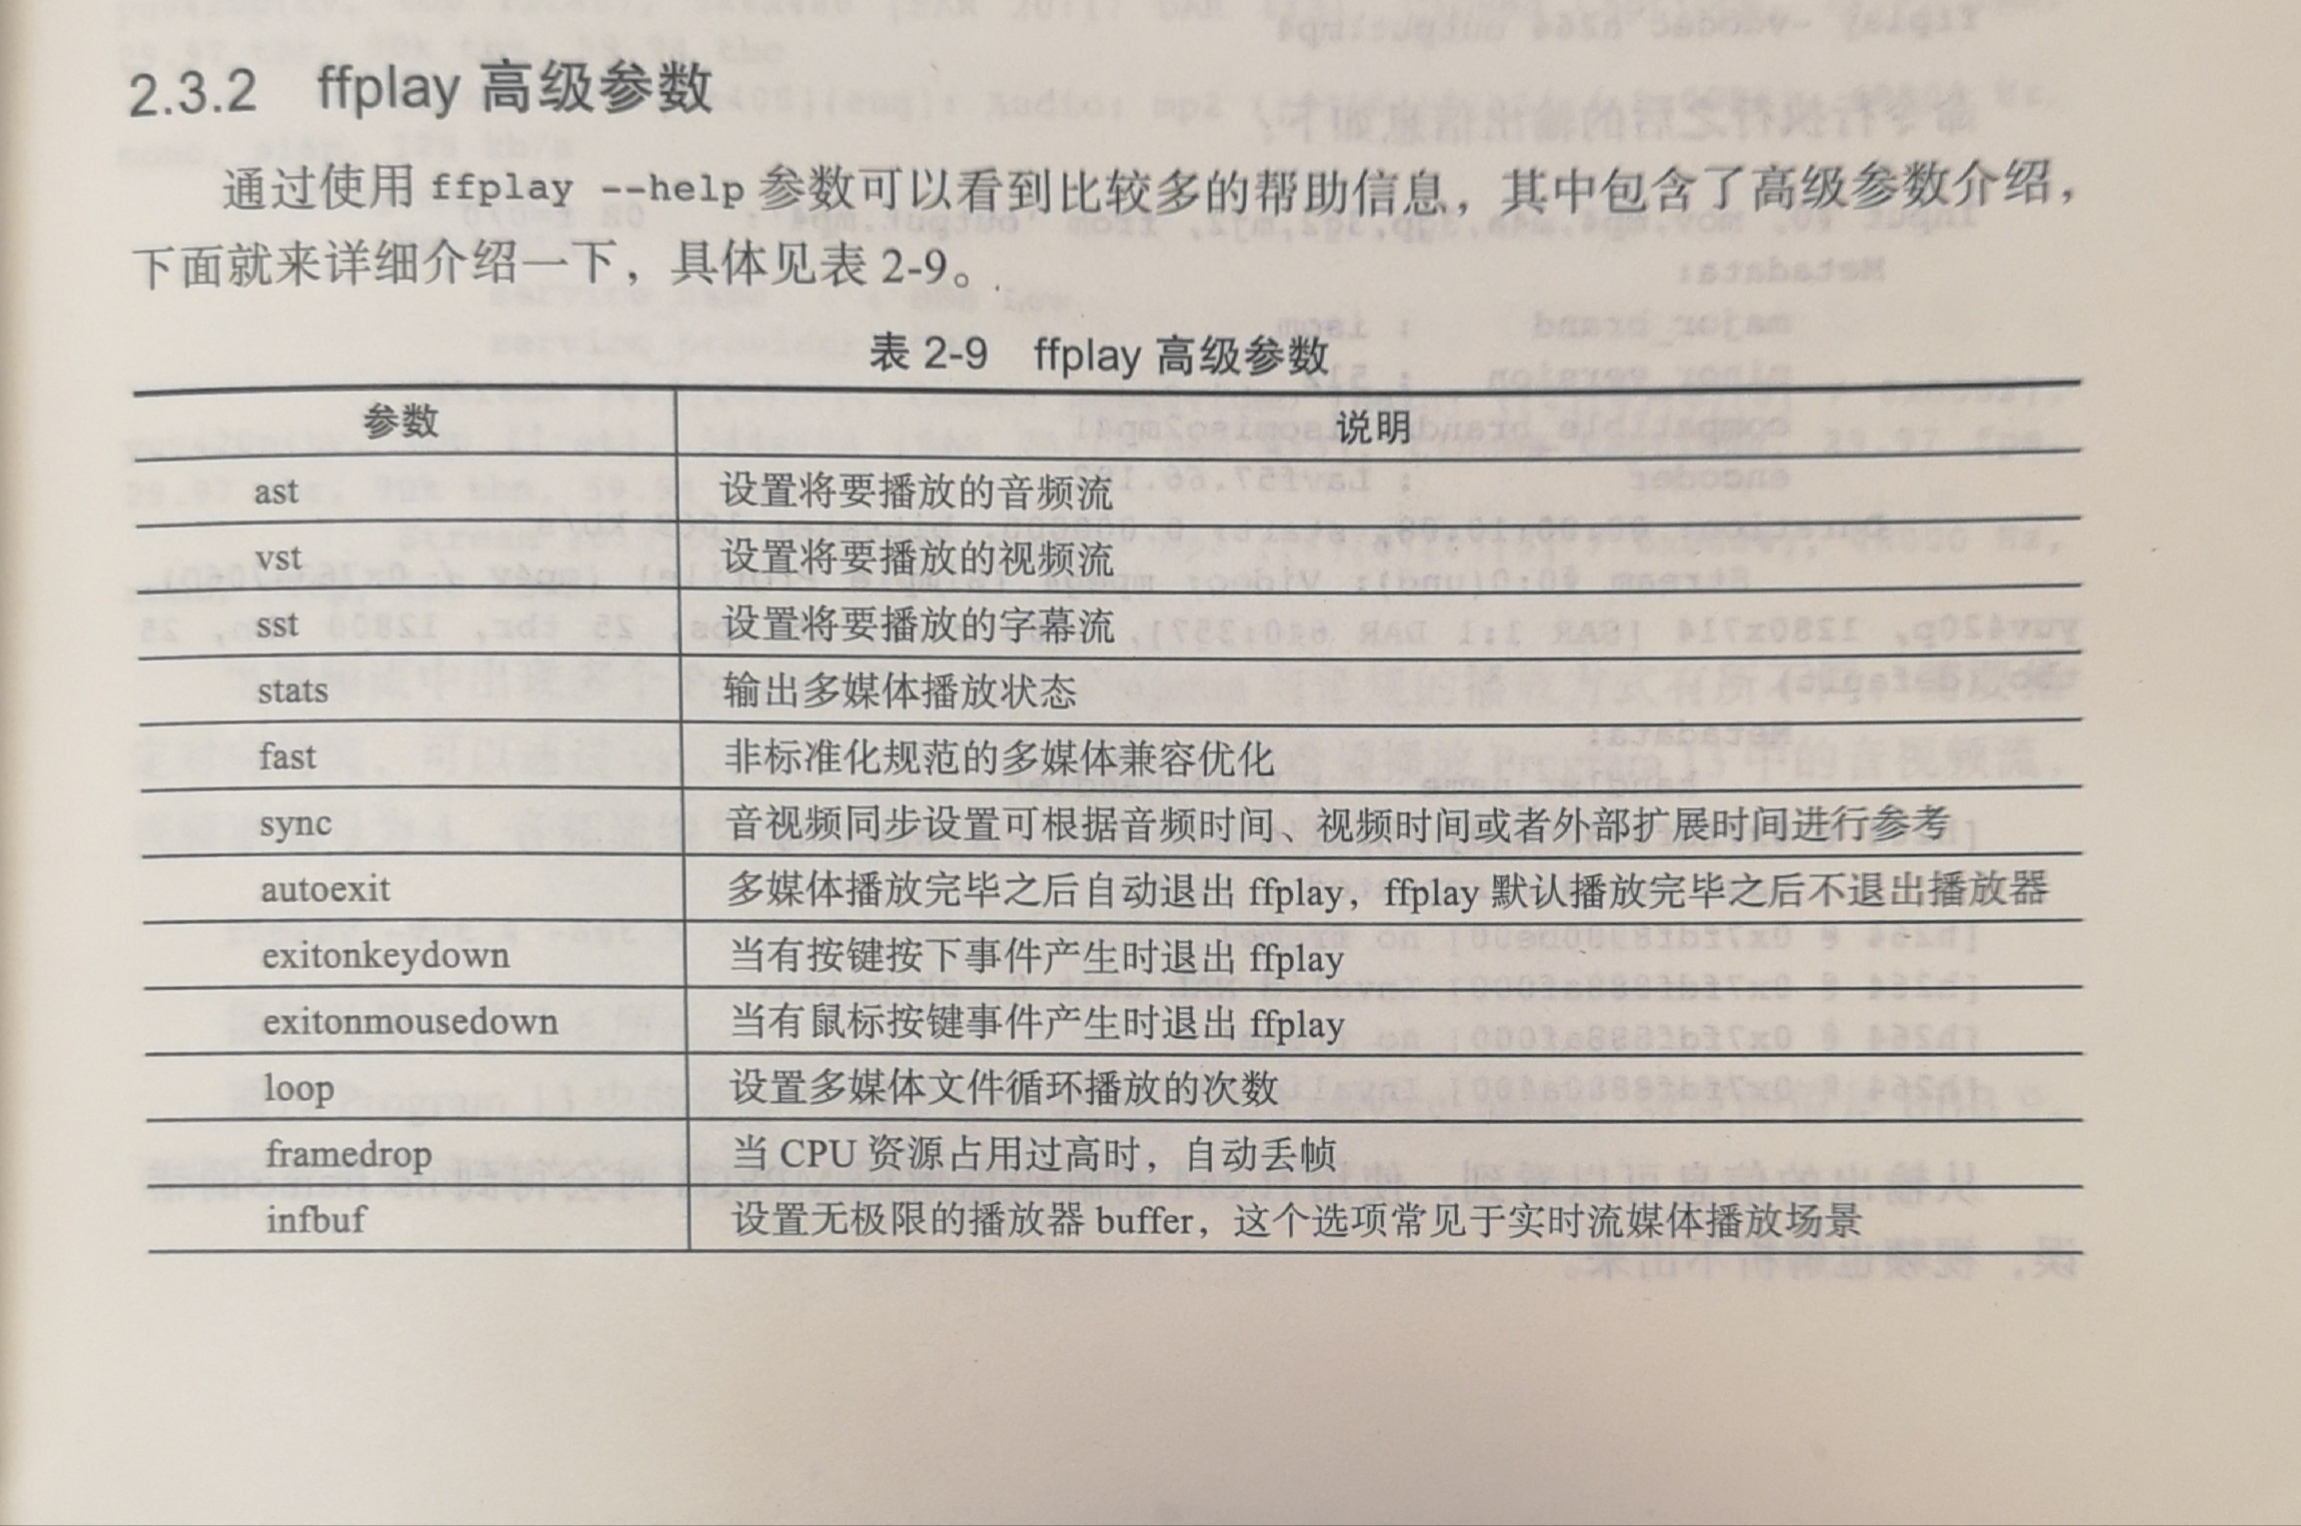 2.3.2 ffplay 高级参数
通过使用 ffplay --help 参数可以看到比较多的帮助信息，其中包含了高级参数介绍，
下面就来详细介绍一下，具体见表 2-9。
表 2-9 ffplay 高级参数
参数 说明
ast 设置将要播放的音频流
vst 设置将要播放的视频流
sst 设置将要播放的字幕流
stats 输出多媒体播放状态
fast 非标准化规范的多媒体兼容优化
sync 音视频同步设置可根据音频时间、视频时间或者外部扩展时间进行参考
autoexit 多媒体播放完毕之后自动退出 ffplay，ffplay 默认播放完毕之后不退出播放器
exitonkeydown 当有按键按下事件产生时退出 ffplay
exitonmousedown 当有鼠标按键事件产生时退出 ffplay
loop 设置多媒体文件循环播放的次数
framedrop 当 CPU 资源占用过高时，自动丢帧
infbuf 设置无极限的播放器 buffer，这个选项常见于实时流媒体播放场景